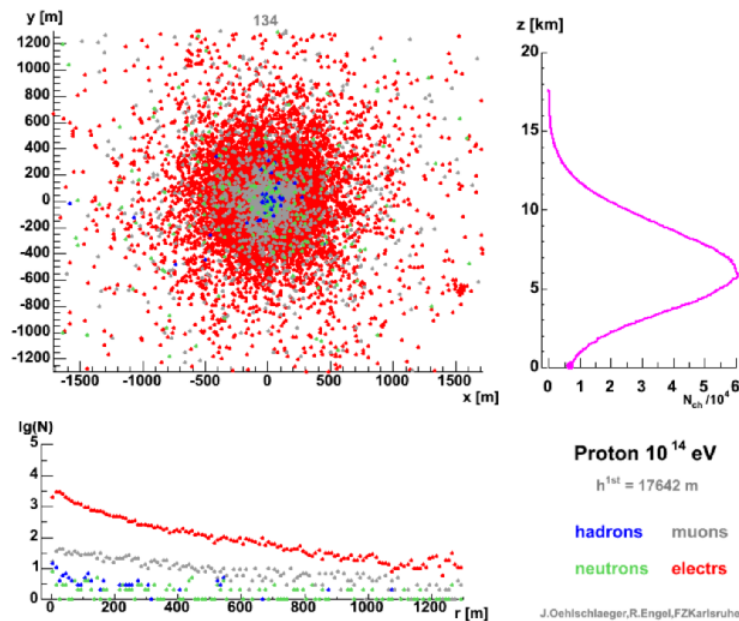 y [m]
134
1200
1000
800
600
400
200
0
-200
-400
-600
-800
-1000
-1200
-1500 -1000 -500 0 500 1000 1500
x [m]
z [km]
20
15
10
5
0
0 1 2 3 4 5 6
N_ch /10^4
lg(N)
5
4
3
2
1
0
0 200 400 600 800 1000 1200 r [m]
Proton 10^14 eV
h^1st = 17642 m
hadrons muons
neutrons electrs
J.Oehlschlaeger,R.Engel,FZKarlsruhe